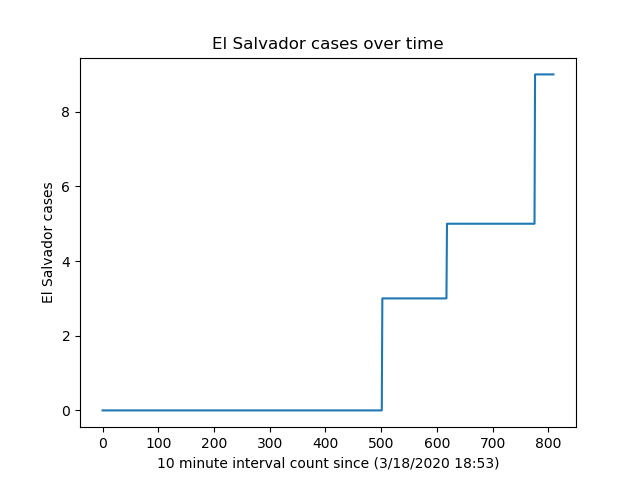 El Salvador cases over time
El Salvador cases
8
6
4
2
0
0 100 200 300 400 500 600 700 800
10 minute interval count since (3/18/2020 18:53)